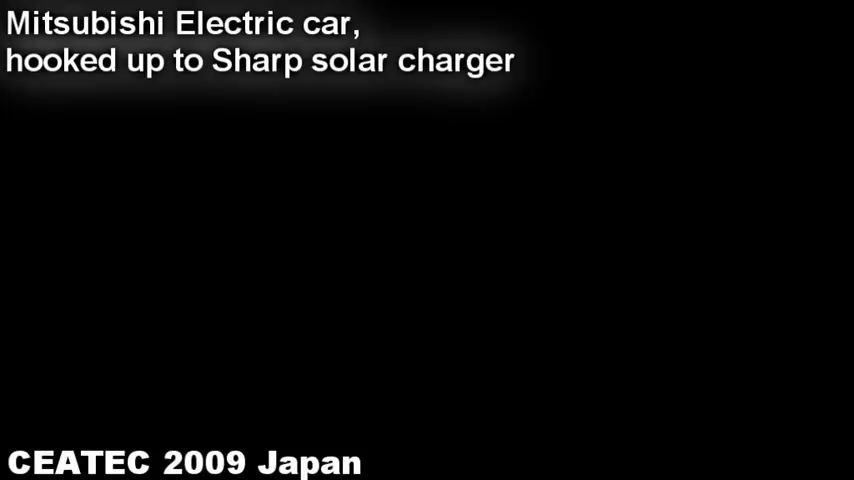 Mitsubishi Electric car,
hooked up to Sharp solar charger
CEATEC 2009 Japan